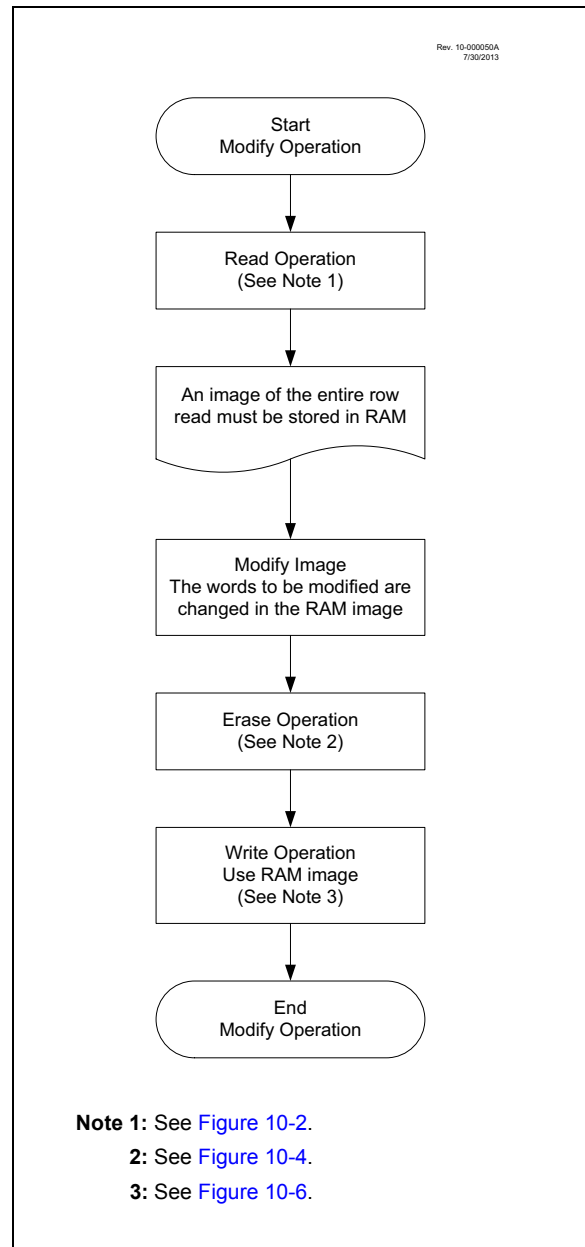 Rev. 10-000050A
7/30/2013
Start
Modify Operation
Read Operation
(See Note 1)
An image of the entire row
read must be stored in RAM
Modify Image
The words to be modified are
changed in the RAM image
Erase Operation
(See Note 2)
Write Operation
Use RAM image
(See Note 3)
End
Modify Operation
Note 1: See Figure 10-2.
2: See Figure 10-4.
3: See Figure 10-6.